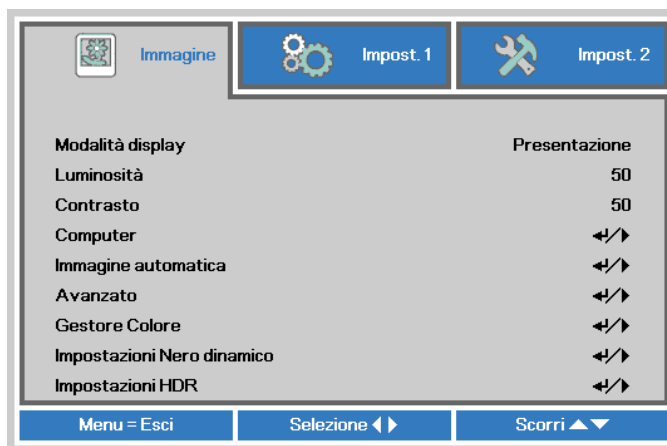 Immagine
Impost. 1
Impost. 2
Modalità display Presentazione
Luminosità 50
Contrasto 50
Computer
Immagine automatica
Avanzato
Gestore Colore
Impostazioni Nero dinamico
Impostazioni HDR
Menu = Esci
Selezione
Scorri